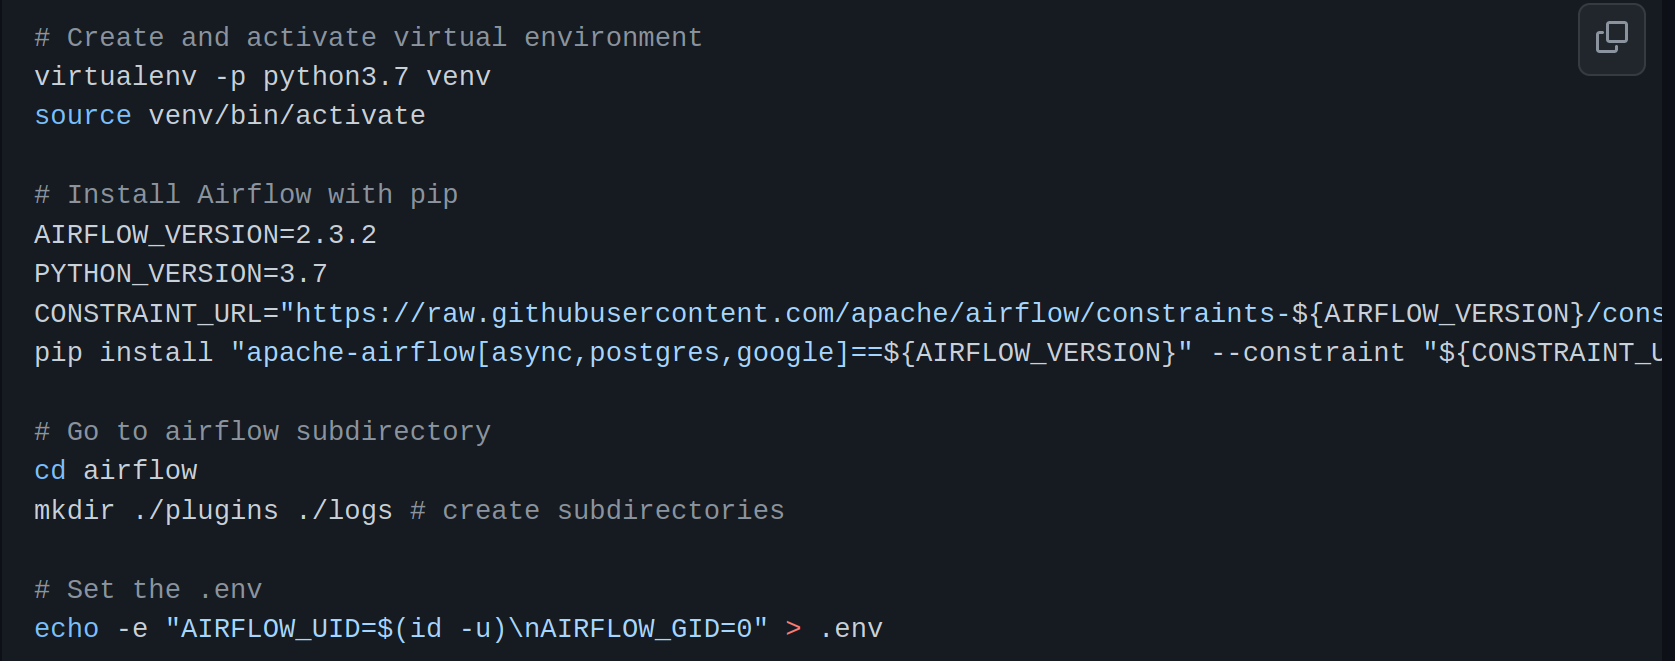 # Create and activate virtual environment
virtualenv -p python3.7 venv
source venv/bin/activate
# Install Airflow with pip
AIRFLOW_VERSION=2.3.2
PYTHON_VERSION=3.7
CONSTRAINT_URL="https://raw.githubusercontent.com/apache/airflow/constraints-${AIRFLOW_VERSION}/cons
pip install "apache-airflow[async,postgres,google]==${AIRFLOW_VERSION}" --constraint "${CONSTRAINT_U
# Go to airflow subdirectory
cd airflow
mkdir ./plugins ./logs # create subdirectories
# Set the .env
echo -e "AIRFLOW_UID=$(id -u)\nAIRFLOW_GID=0" > .env